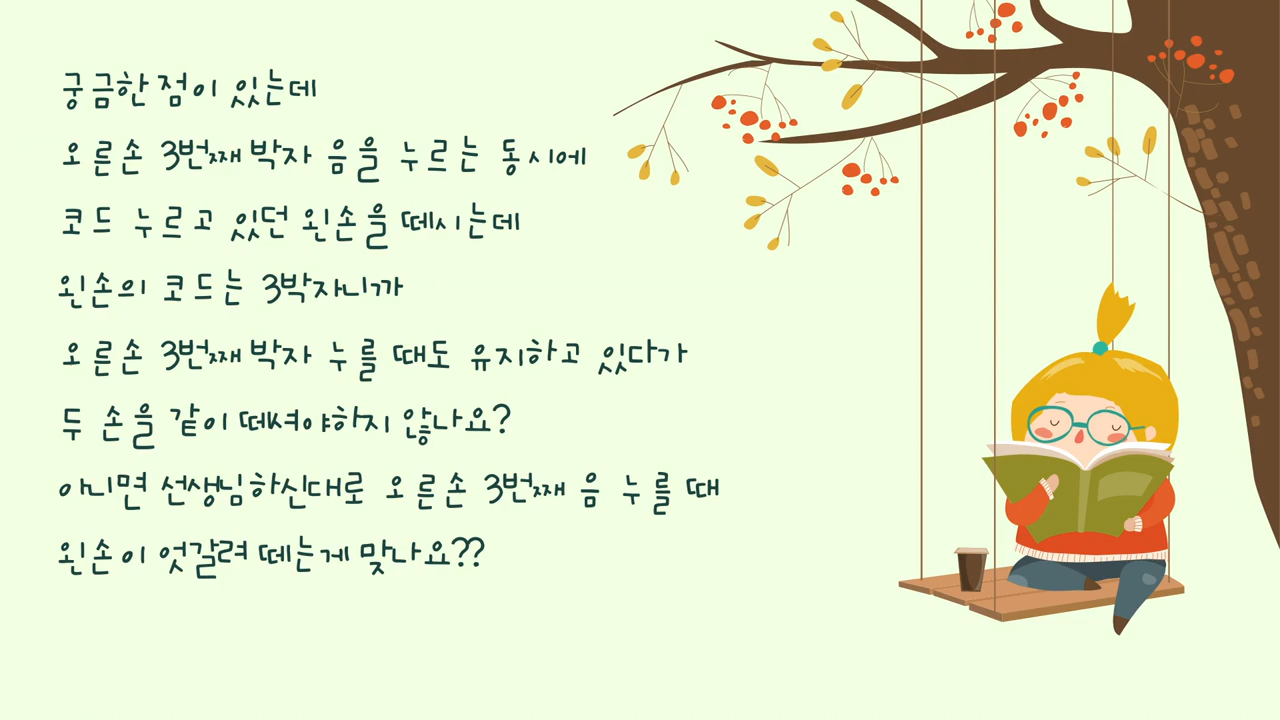 궁금한 점이 있는데
오른손 3번째 박자 음을 누르는 동시에
코드 누르고 있던 왼손을 떼시는데
왼손의 코드는 3박자니까
오른손 3번째 박자 누를 때도 유지하고 있다가
두 손을 같이 떼셔야하지 않나요?
아니면 선생님 하신대로 오른손 3번째 음 누를 때
왼손이 엇갈려 떼는게 맞나요??